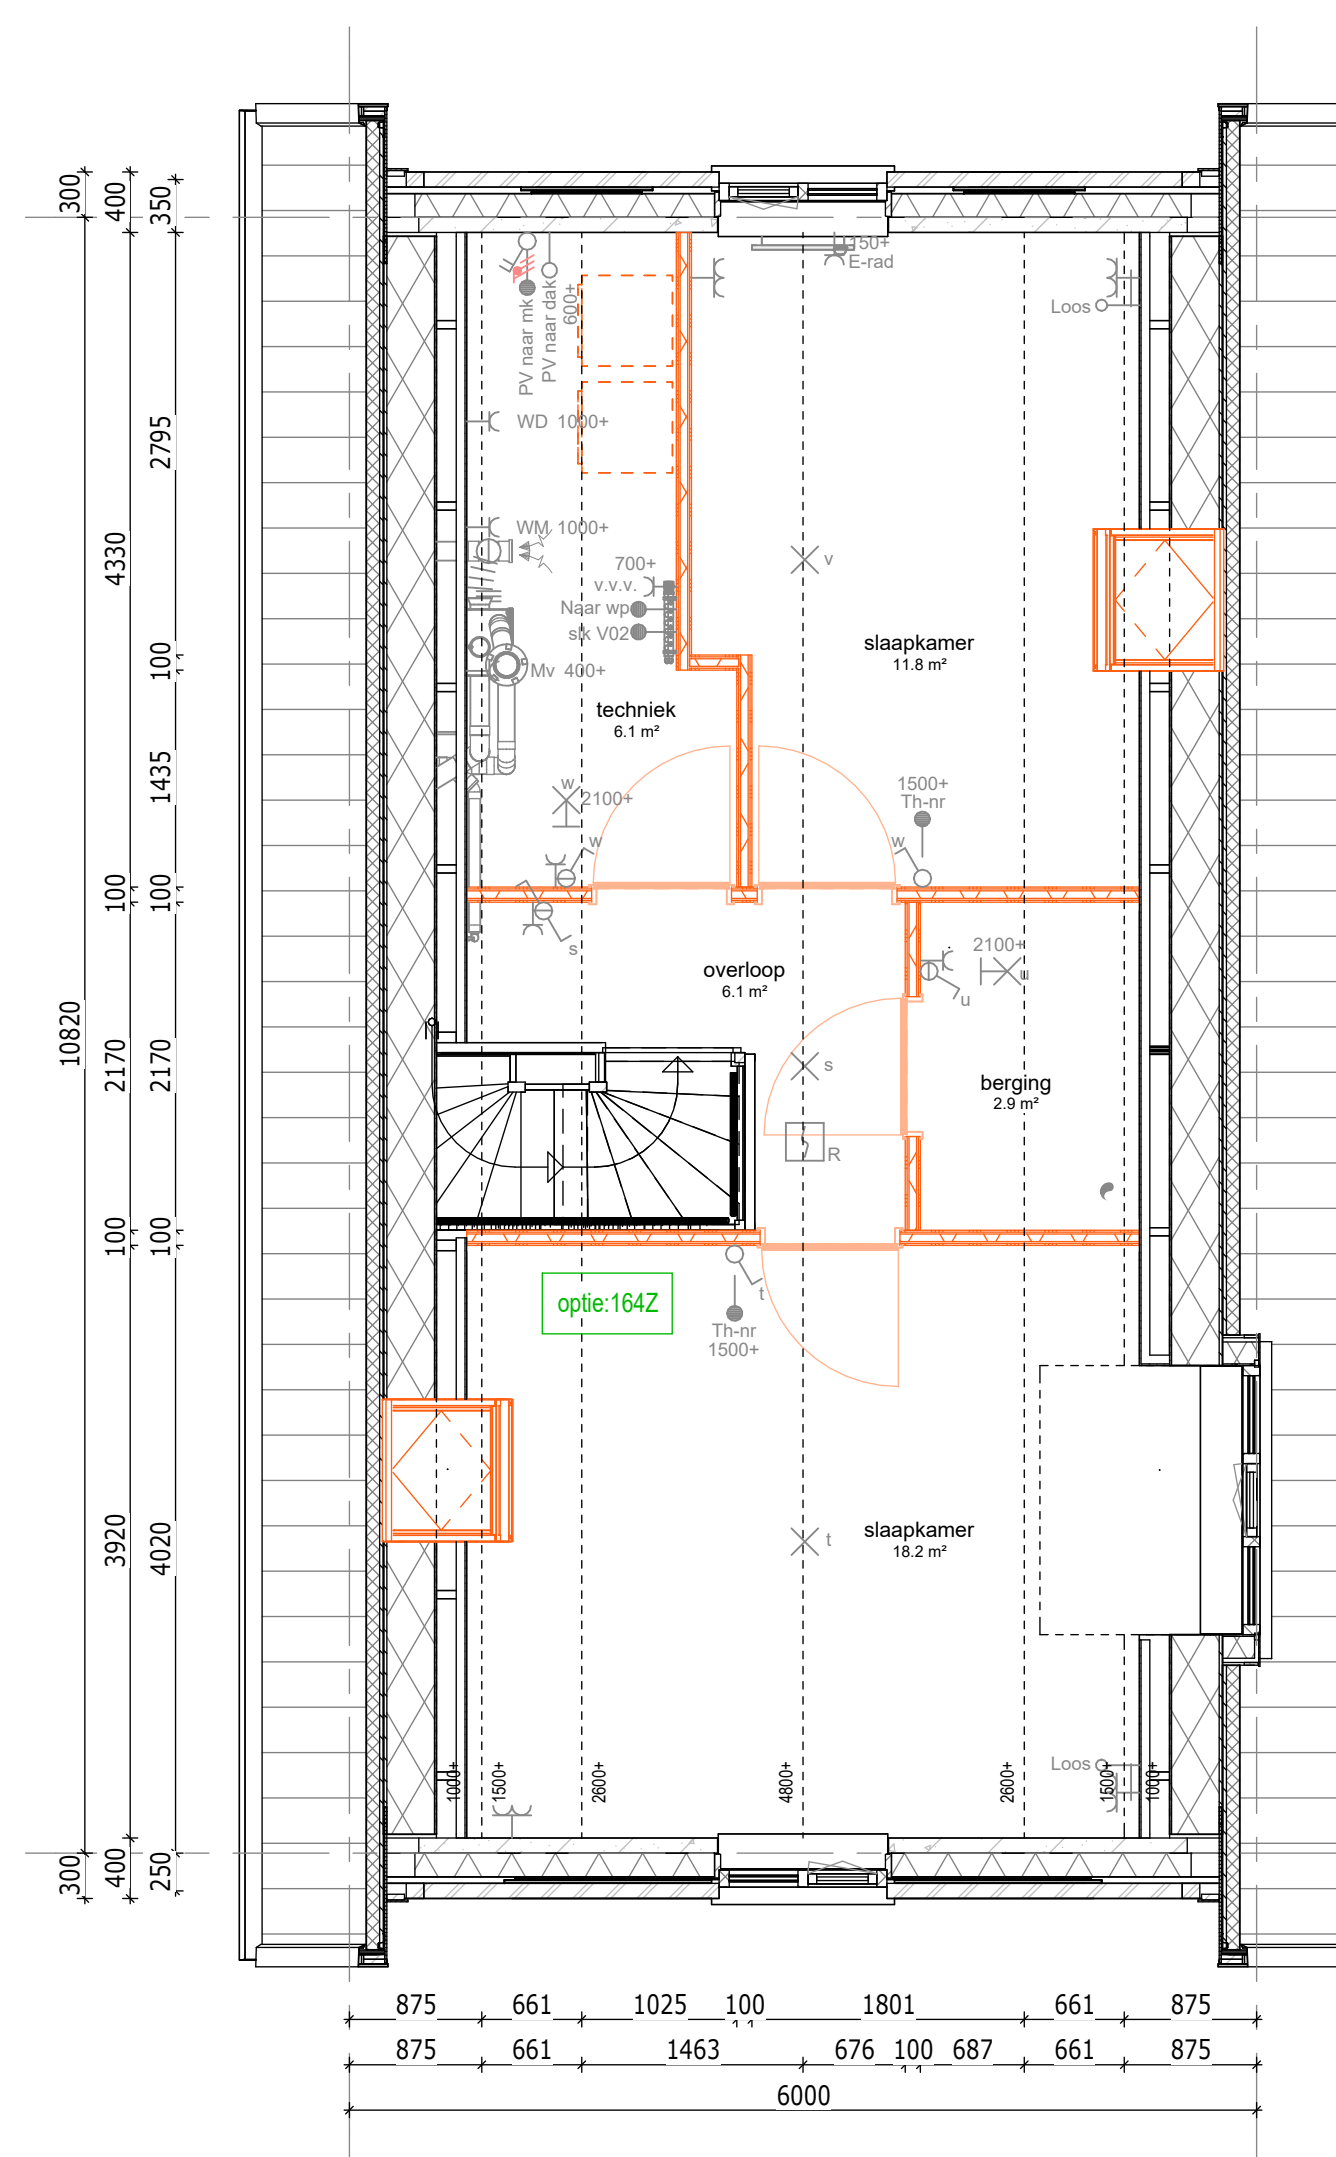 300
400
350
150+
E-rad
Loos
PV naar mk
PV naar dak
600+
2795
WD 1000+
4330
WM 1000+
700+
v.v.v.
v
Naar wp
slk V02
slaapkamer
11.8 m²
100
Mv 400+
techniek
6.1 m²
1435
w
2100+
1500+
Th-nr
w
w
100
100
s
overloop
6.1 m²
2100+
u
u
10820
2170
2170
s
berging
2.9 m²
R
100
100
optie:164Z
t
Th-nr
1500+
3920
4020
slaapkamer
18.2 m²
t
Loos
1000+
1500+
2600+
4800+
2600+
1500+
1000+
300
400
250
875 661 1025 100 1801 661 875
875 661 1463 676 100 687 661 875
6000